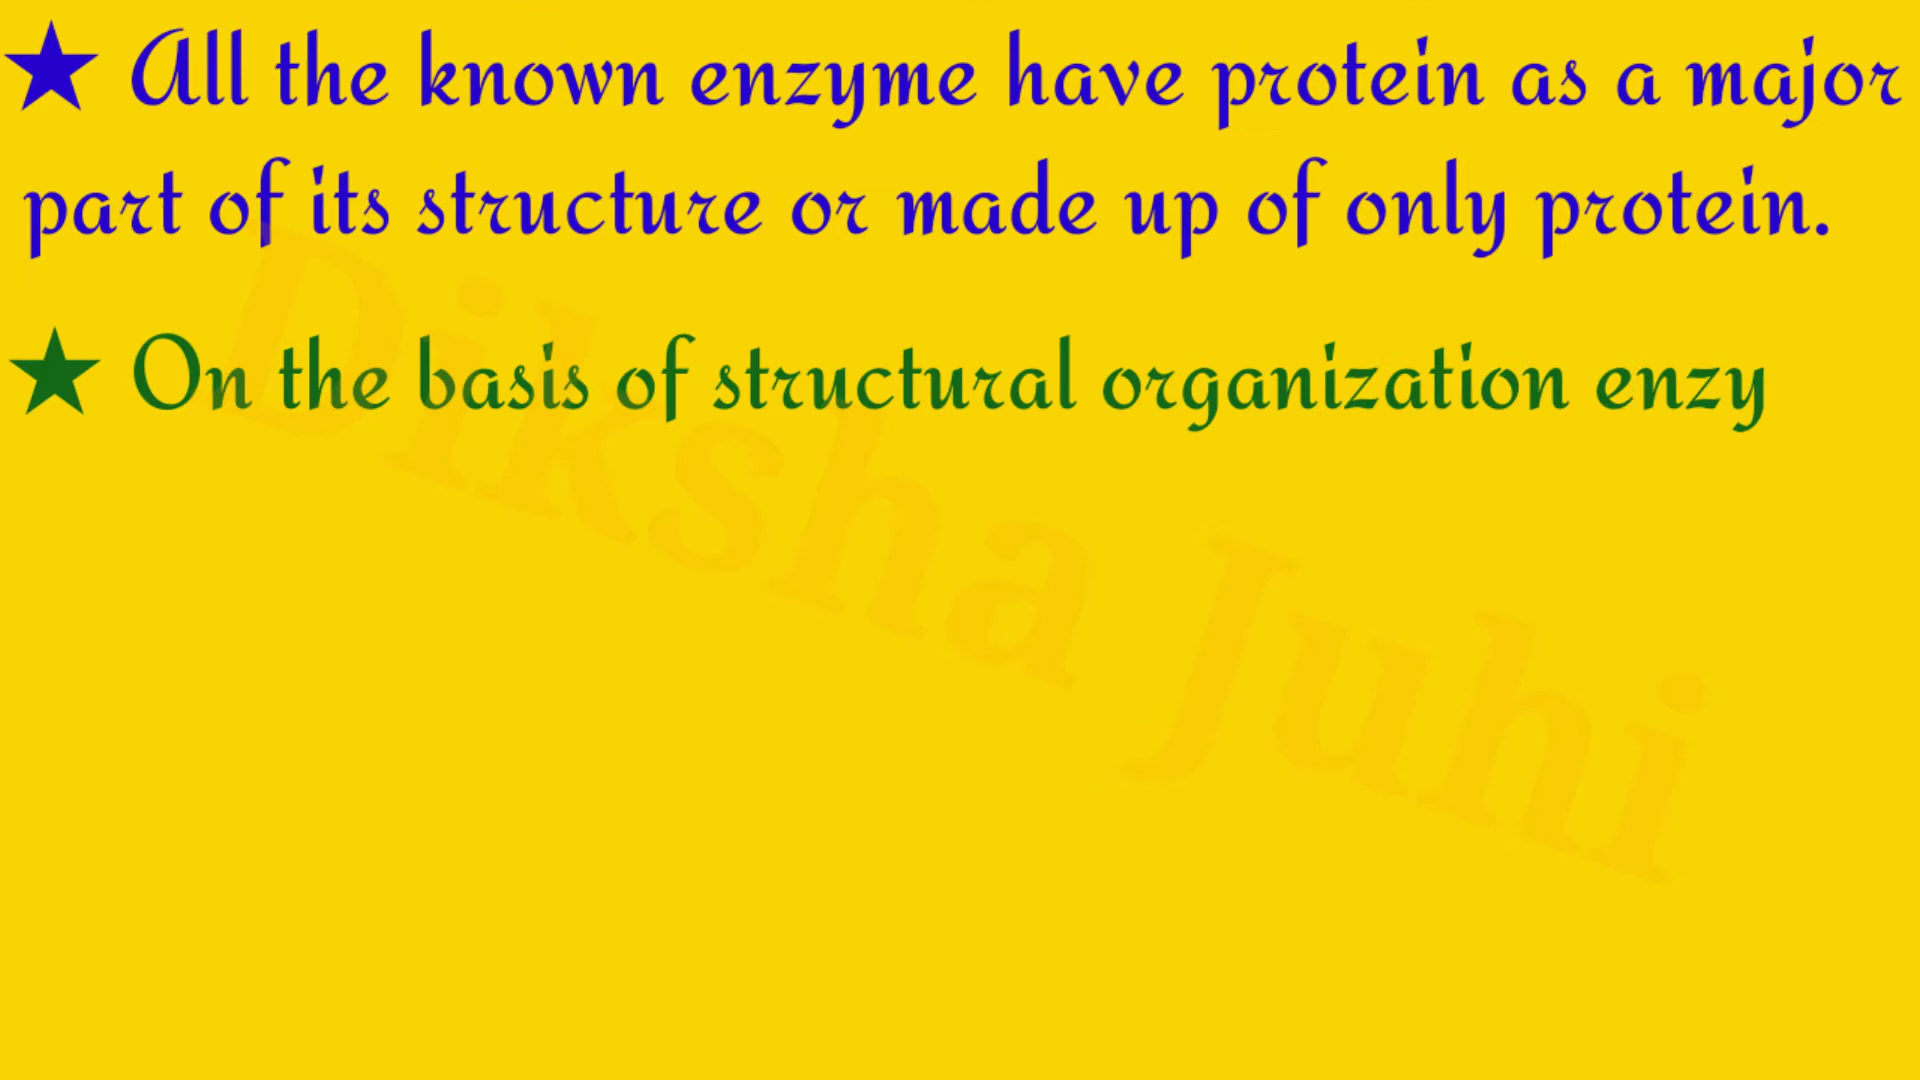 ★ All the known enzyme have protein as a major
part of its structure or made up of only protein.
★ On the basis of structural organization enzy
Diksha Juhi